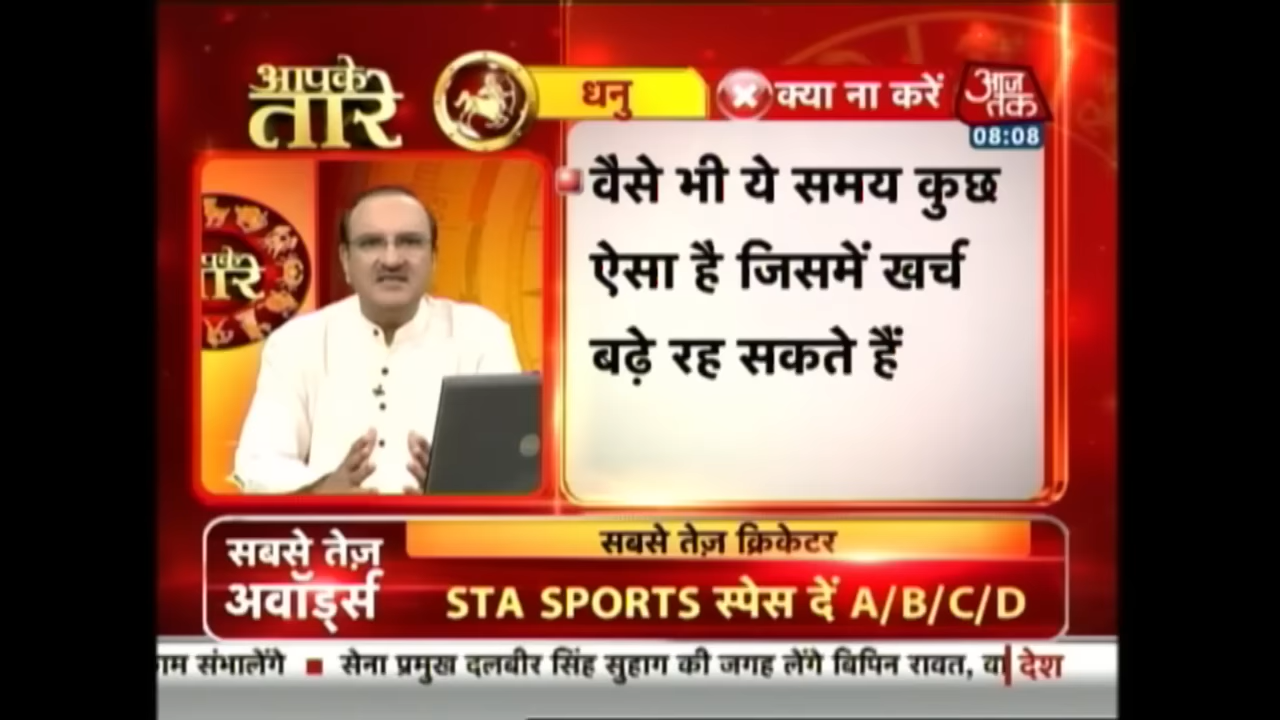 आपके
तारे
धनु
क्या ना करें
आज
तक
08:08
वैसे भी ये समय कुछ
ऐसा है जिसमें खर्च
बढ़े रह सकते हैं
तारे
सबसे तेज़
अवॉर्ड्स
सबसे तेज़ क्रिकेटर
STA SPORTS स्पेस दें A/B/C/D
संभालेंगे ■ सेना प्रमुख दलबीर सिंह सुहाग की जगह लेंगे बिपिन रावत,
देश